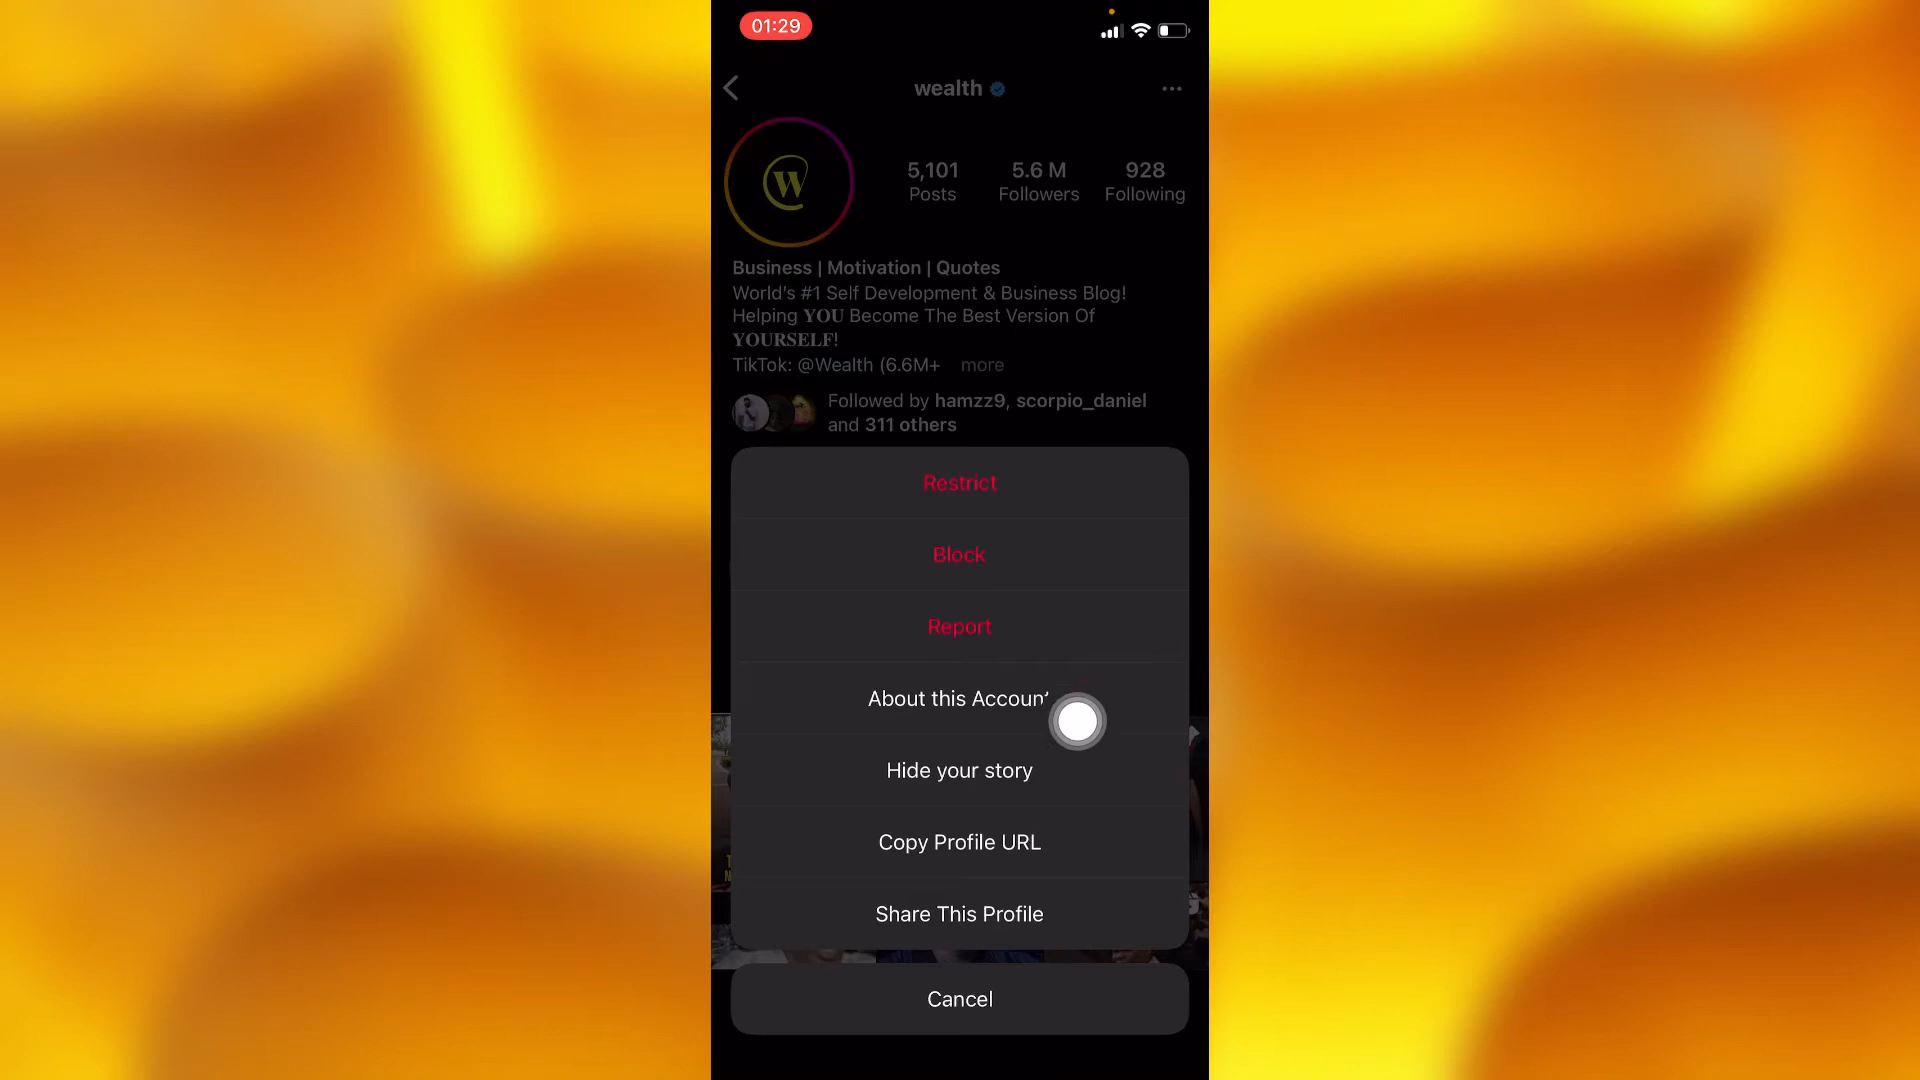 01:29
wealth
5,101
Posts
5.6 M
Followers
928
Following
Business | Motivation | Quotes
World's #1 Self Development & Business Blog!
Helping 𝐘𝐎𝐔 Become The Best Version Of
𝐘𝐎𝐔𝐑𝐒𝐄𝐋𝐅!
TikTok: @Wealth (6.6M+ more
Followed by hamzz9, scorpio_daniel
and 311 others
Restrict
Block
Report
About this Account
Hide your story
Copy Profile URL
Share This Profile
Cancel